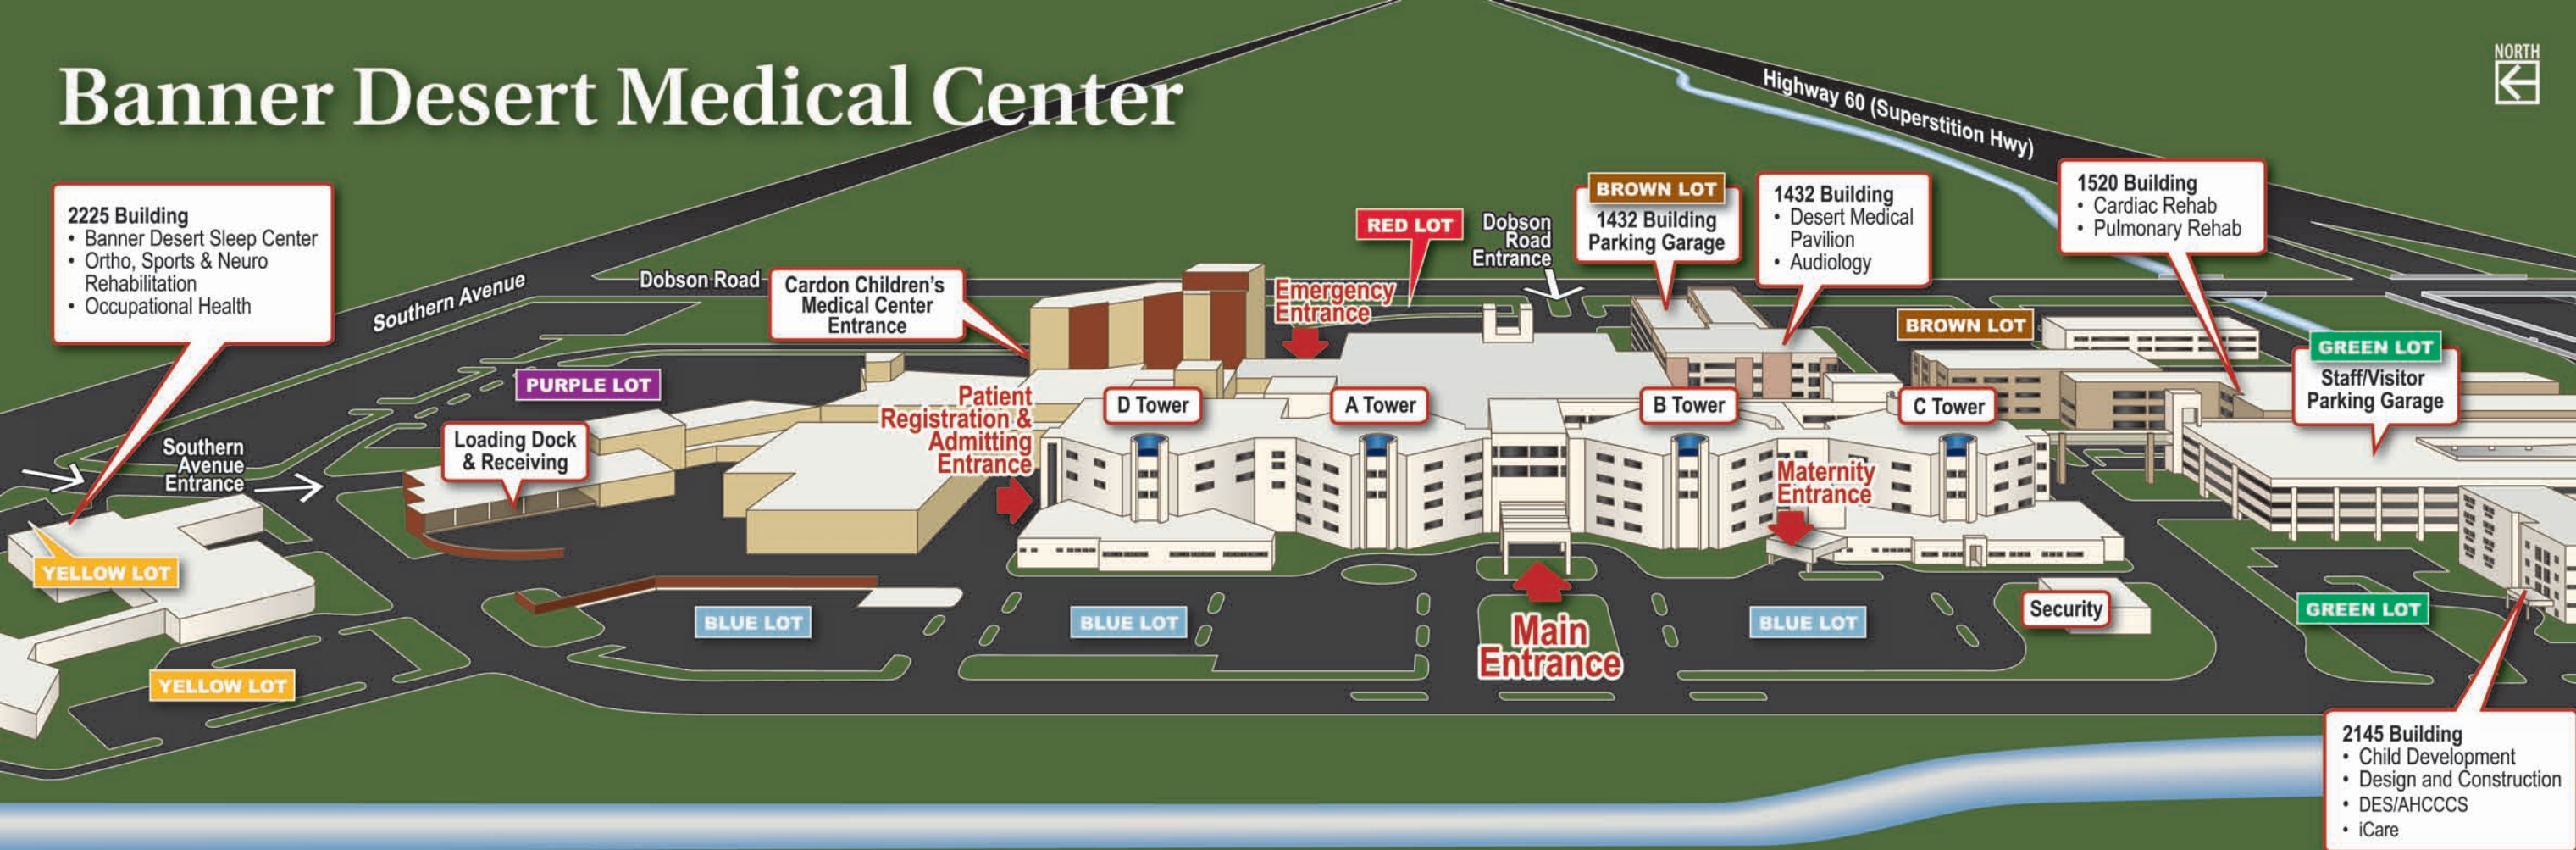 Banner Desert Medical Center
NORTH
Highway 60 (Superstition Hwy)
2225 Building
• Banner Desert Sleep Center
• Ortho, Sports & Neuro
Rehabilitation
• Occupational Health
Southern Avenue
Dobson Road
Cardon Children's
Medical Center
Entrance
Emergency
Entrance
RED LOT
Dobson
Road
Entrance
BROWN LOT
1432 Building
Parking Garage
1432 Building
• Desert Medical
Pavilion
• Audiology
1520 Building
• Cardiac Rehab
• Pulmonary Rehab
BROWN LOT
GREEN LOT
Staff/Visitor
Parking Garage
PURPLE LOT
Southern
Avenue
Entrance
Loading Dock
& Receiving
Patient
Registration &
Admitting
Entrance
D Tower
A Tower
B Tower
C Tower
Maternity
Entrance
YELLOW LOT
YELLOW LOT
BLUE LOT
BLUE LOT
Main
Entrance
BLUE LOT
Security
GREEN LOT
2145 Building
• Child Development
• Design and Construction
• DES/AHCCCS
• iCare